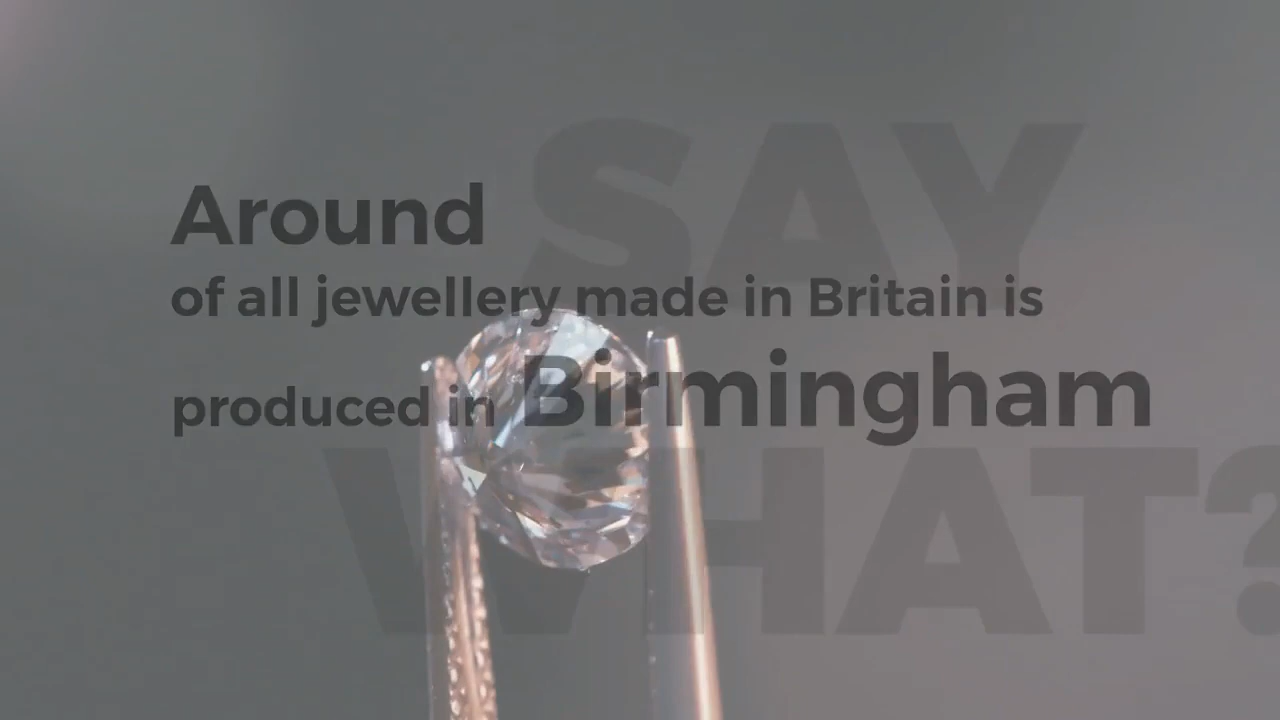 SAY
Around
of all jewellery made in Britain is
produced in Birmingham
WHAT?